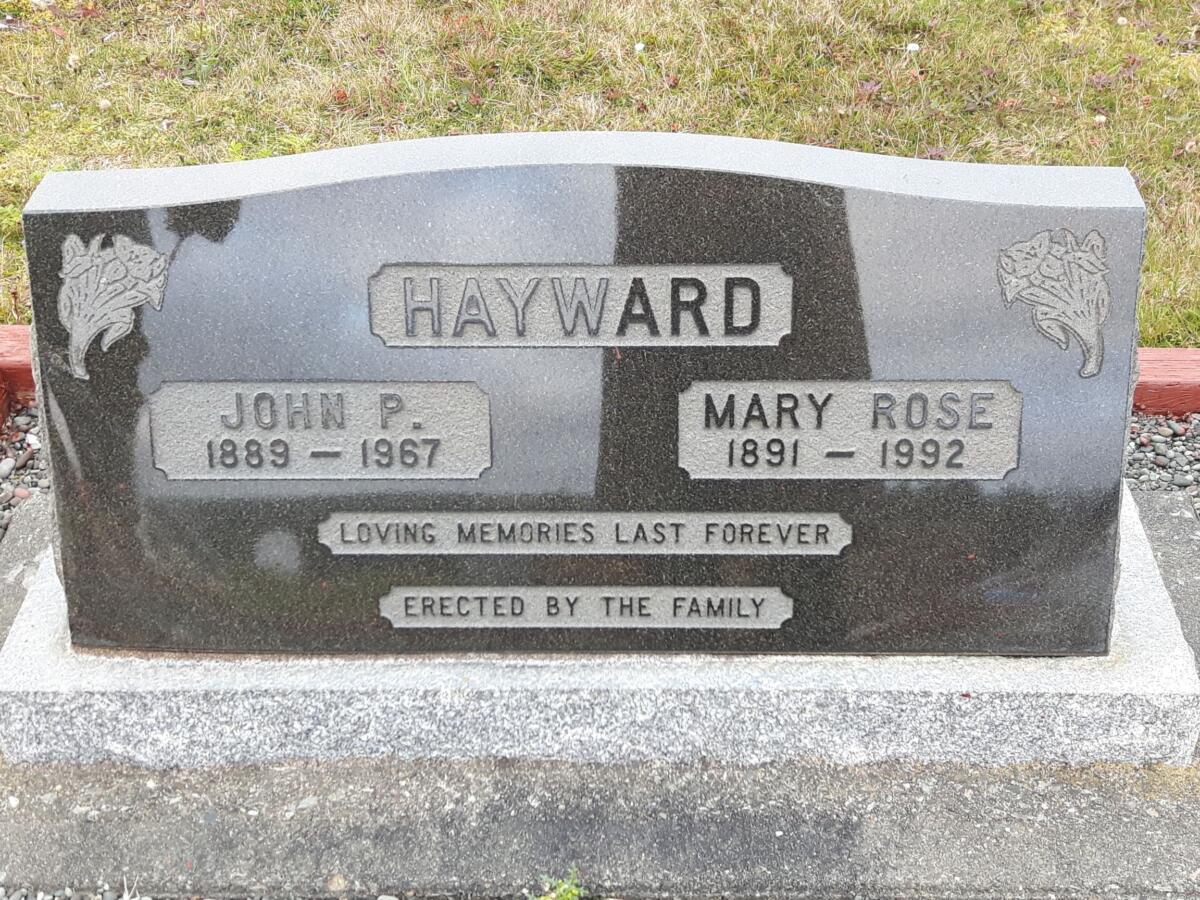 HAYWARD
JOHN P.
1889 – 1967
MARY ROSE
1891 – 1992
LOVING MEMORIES LAST FOREVER
ERECTED BY THE FAMILY